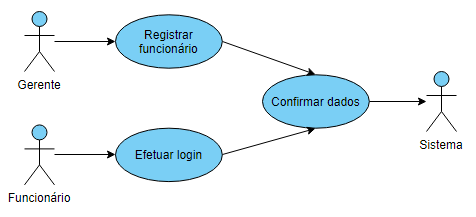 Registrar
funcionário
Gerente
Confirmar dados
Sistema
Efetuar login
Funcionário